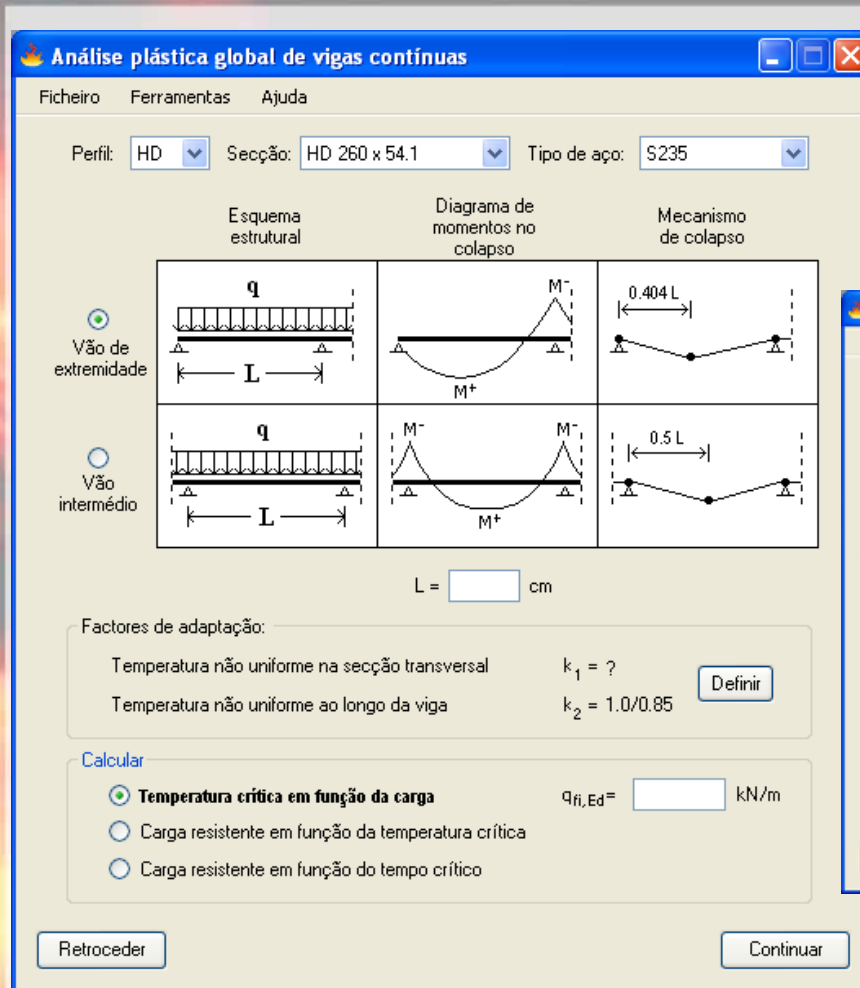 Análise plástica global de vigas contínuas
Ficheiro Ferramentas Ajuda
Perfil: HD Secção: HD 260 x 54.1 Tipo de aço: S235
Esquema
estrutural
Diagrama de
momentos no
colapso
Mecanismo
de colapso
Vão de
extremidade
q
L
M-
M+
0.404 L
Vão
intermédio
q
L
M- M-
M+
0.5 L
L = cm
Factores de adaptação:
Temperatura não uniforme na secção transversal k1 = ?
Temperatura não uniforme ao longo da viga k2 = 1.0/0.85
Definir
Calcular
Temperatura crítica em função da carga qfi,Ed= kN/m
Carga resistente em função da temperatura crítica
Carga resistente em função do tempo crítico
Retroceder Continuar